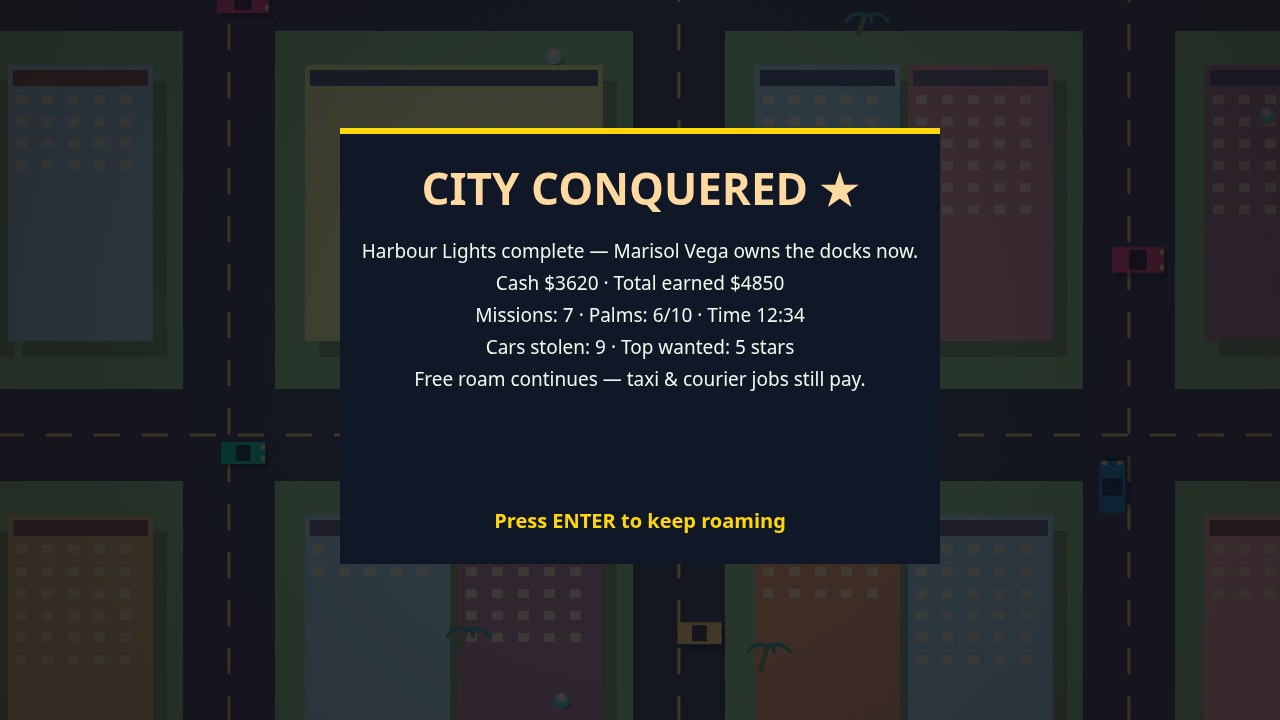 CITY CONQUERED ★
Harbour Lights complete — Marisol Vega owns the docks now.
Cash $3620 · Total earned $4850
Missions: 7 · Palms: 6/10 · Time 12:34
Cars stolen: 9 · Top wanted: 5 stars
Free roam continues — taxi & courier jobs still pay.
Press ENTER to keep roaming